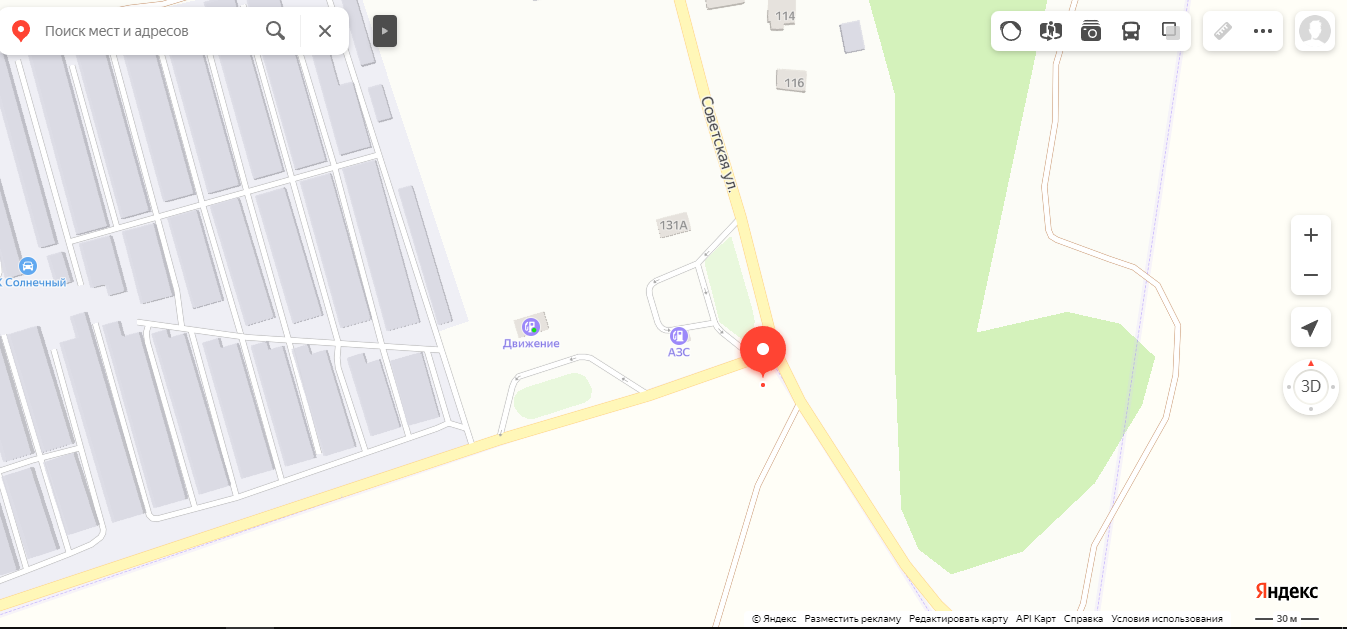 Поиск мест и адресов
114
116
Советская ул.
131А
К Солнечный
Движение
АЗС
3D
Яндекс
© Яндекс Разместить рекламу Редактировать карту API Карт Справка Условия использования
30 м